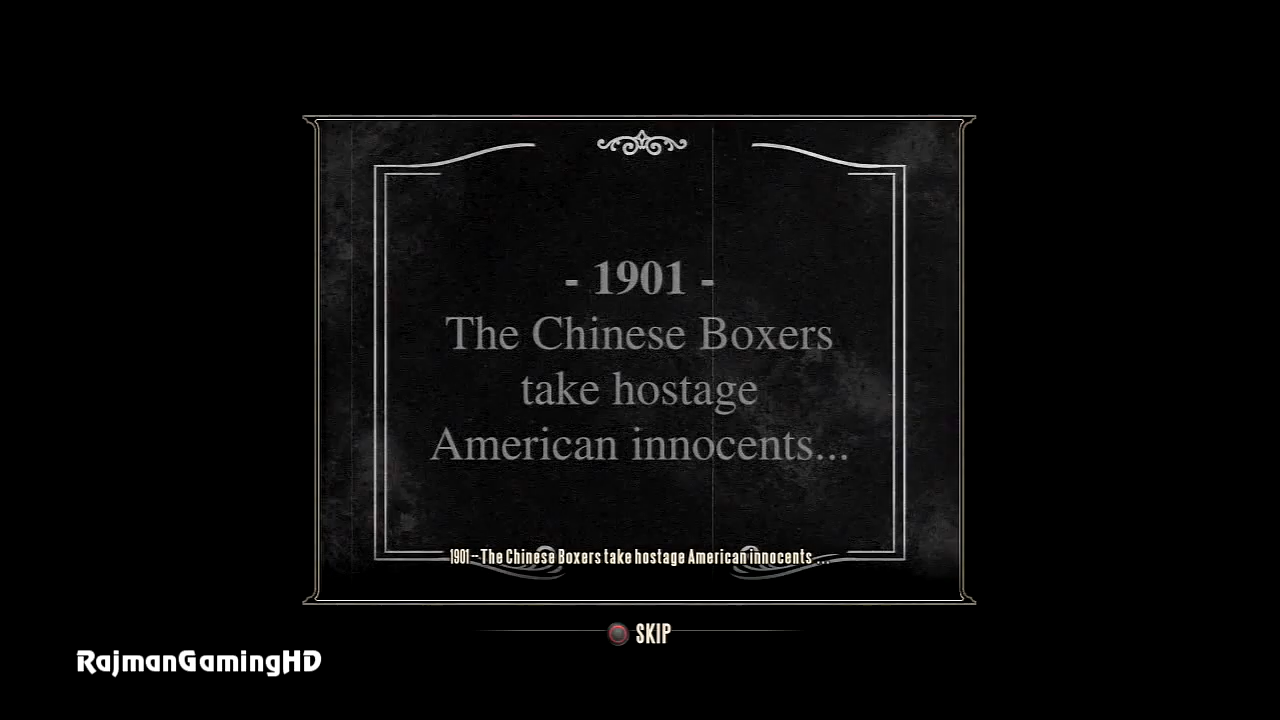 - 1901 -
The Chinese Boxers
take hostage
American innocents...
1901 - The Chinese Boxers take hostage American innocents ...
SKIP
RajmanGamingHD